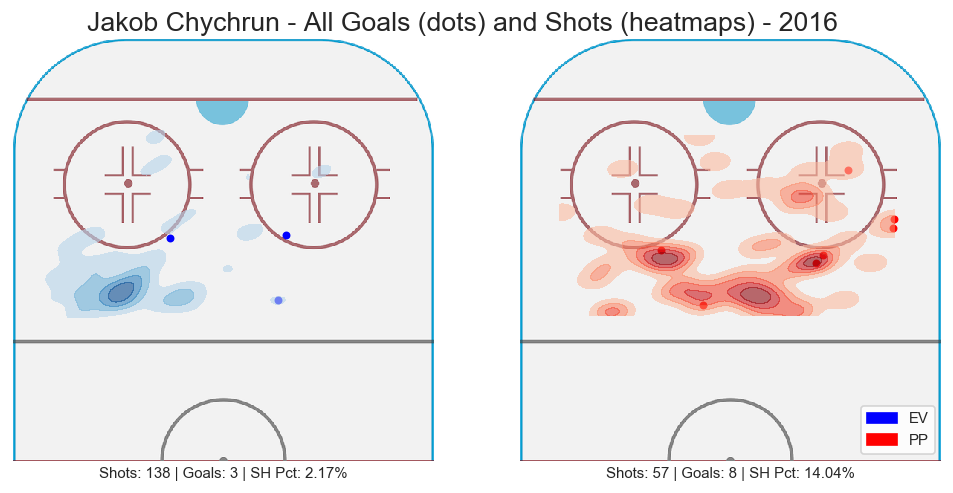 Jakob Chychrun - All Goals (dots) and Shots (heatmaps) - 2016
EV
PP
Shots: 138 | Goals: 3 | SH Pct: 2.17%
Shots: 57 | Goals: 8 | SH Pct: 14.04%